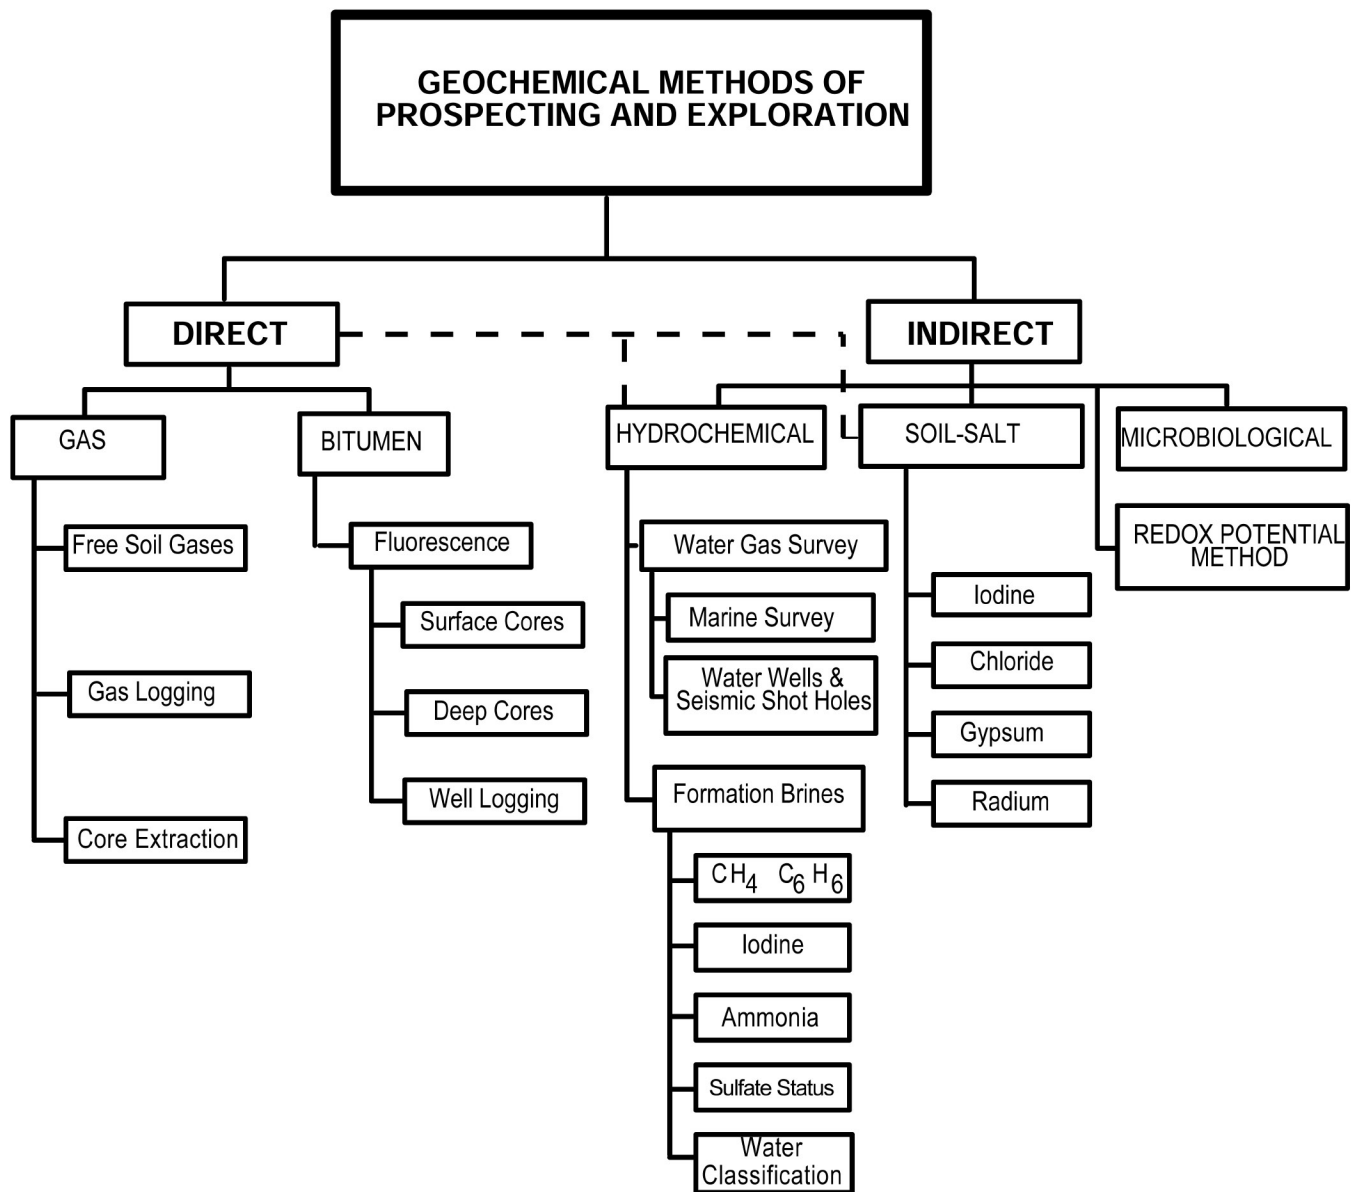 GEOCHEMICAL METHODS OF
PROSPECTING AND EXPLORATION
DIRECT
INDIRECT
GAS
BITUMEN
HYDROCHEMICAL
SOIL-SALT
MICROBIOLOGICAL
REDOX POTENTIAL
METHOD
Free Soil Gases
Gas Logging
Core Extraction
Fluorescence
Surface Cores
Deep Cores
Well Logging
Water Gas Survey
Marine Survey
Water Wells &
Seismic Shot Holes
Formation Brines
CH4 C6 H6
Iodine
Ammonia
Sulfate Status
Water
Classification
Iodine
Chloride
Gypsum
Radium